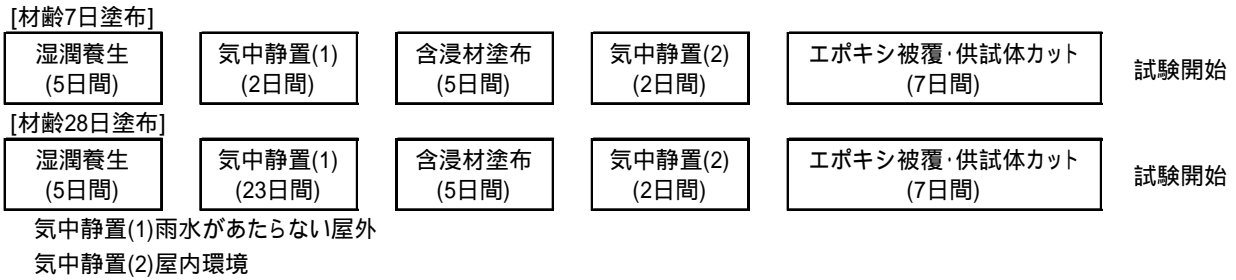 [材齢7日塗布]
湿潤養生 気中静置(1) 含浸材塗布 気中静置(2) エポキシ被覆·供試体カット 試験開始
(5日間) (2日間) (5日間) (2日間) (7日間)
[材齢28日塗布]
湿潤養生 気中静置(1) 含浸材塗布 気中静置(2) エポキシ被覆·供試体カット 試験開始
(5日間) (23日間) (5日間) (2日間) (7日間)
気中静置(1)雨水があたらない屋外
気中静置(2)屋内環境